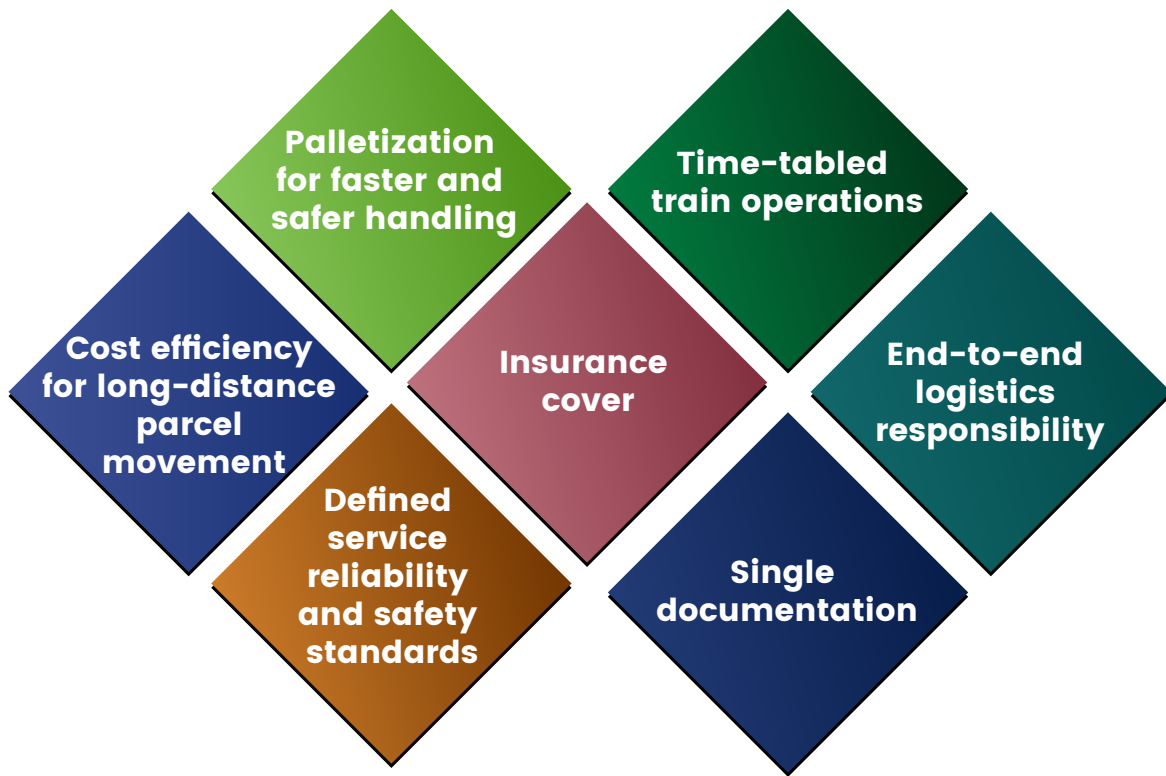 Palletization
for faster and
safer handling
Time-tabled
train operations
Cost efficiency
for long-distance
parcel
movement
Insurance
cover
End-to-end
logistics
responsibility
Defined
service
reliability
and safety
standards
Single
documentation